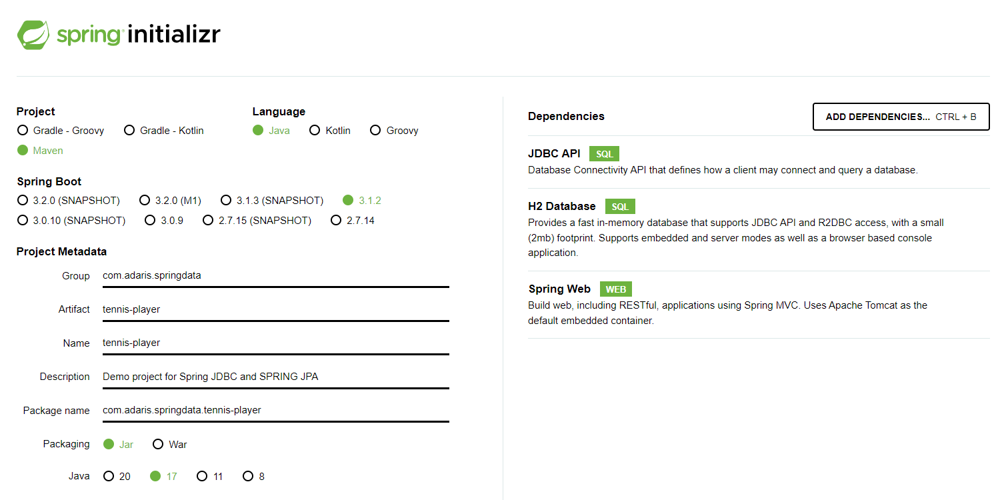 spring initializr
Project
Gradle - Groovy Gradle - Kotlin
Maven
Language
Java Kotlin Groovy
Spring Boot
3.2.0 (SNAPSHOT) 3.2.0 (M1) 3.1.3 (SNAPSHOT) 3.1.2
3.0.10 (SNAPSHOT) 3.0.9 2.7.15 (SNAPSHOT) 2.7.14
Project Metadata
Group com.adaris.springdata
Artifact tennis-player
Name tennis-player
Description Demo project for Spring JDBC and SPRING JPA
Package name com.adaris.springdata.tennis-player
Packaging Jar War
Java 20 17 11 8
Dependencies ADD DEPENDENCIES... CTRL + B
JDBC API SQL
Database Connectivity API that defines how a client may connect and query a database.
H2 Database SQL
Provides a fast in-memory database that supports JDBC API and R2DBC access, with a small
(2mb) footprint. Supports embedded and server modes as well as a browser based console
application.
Spring Web WEB
Build web, including RESTful, applications using Spring MVC. Uses Apache Tomcat as the
default embedded container.